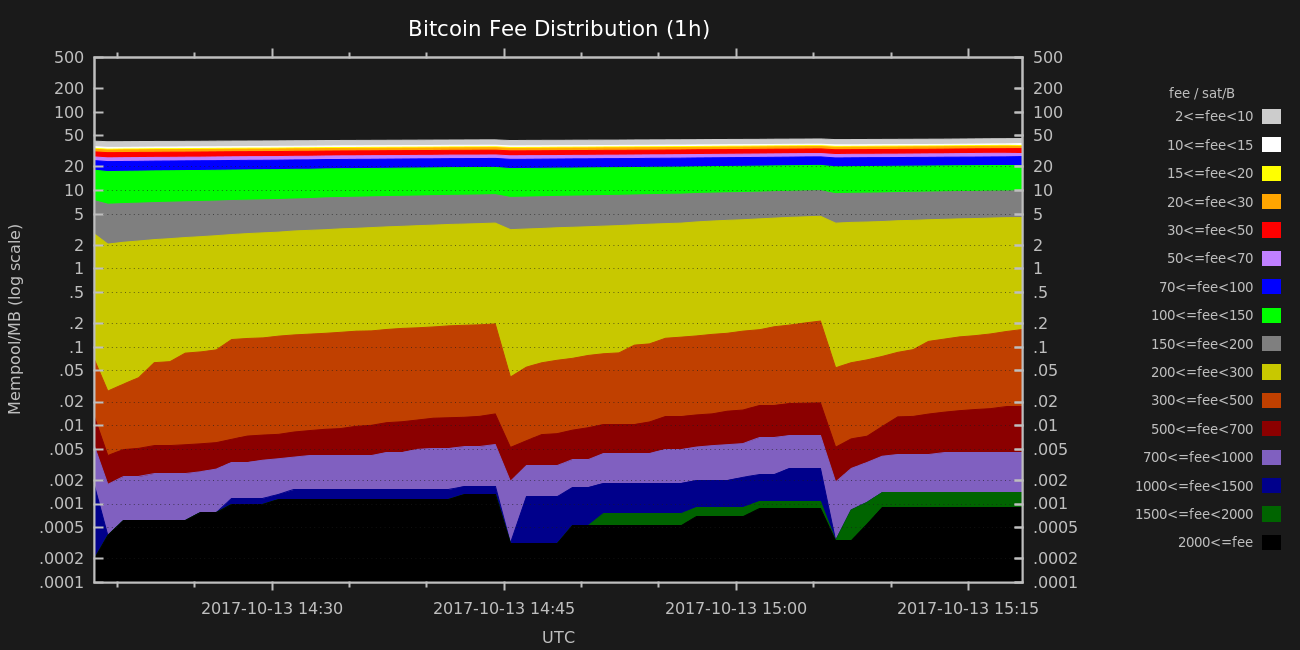 Bitcoin Fee Distribution (1h)
500
200
100
50
20
10
5
2
1
.5
.2
.1
.05
.02
.01
.005
.002
.001
.0005
.0002
.0001
Mempool/MB (log scale)
500
200
100
50
20
10
5
2
1
.5
.2
.1
.05
.02
.01
.005
.002
.001
.0005
.0002
.0001
2017-10-13 14:30
2017-10-13 14:45
2017-10-13 15:00
2017-10-13 15:15
UTC
fee / sat/B
2<=fee<10
10<=fee<15
15<=fee<20
20<=fee<30
30<=fee<50
50<=fee<70
70<=fee<100
100<=fee<150
150<=fee<200
200<=fee<300
300<=fee<500
500<=fee<700
700<=fee<1000
1000<=fee<1500
1500<=fee<2000
2000<=fee